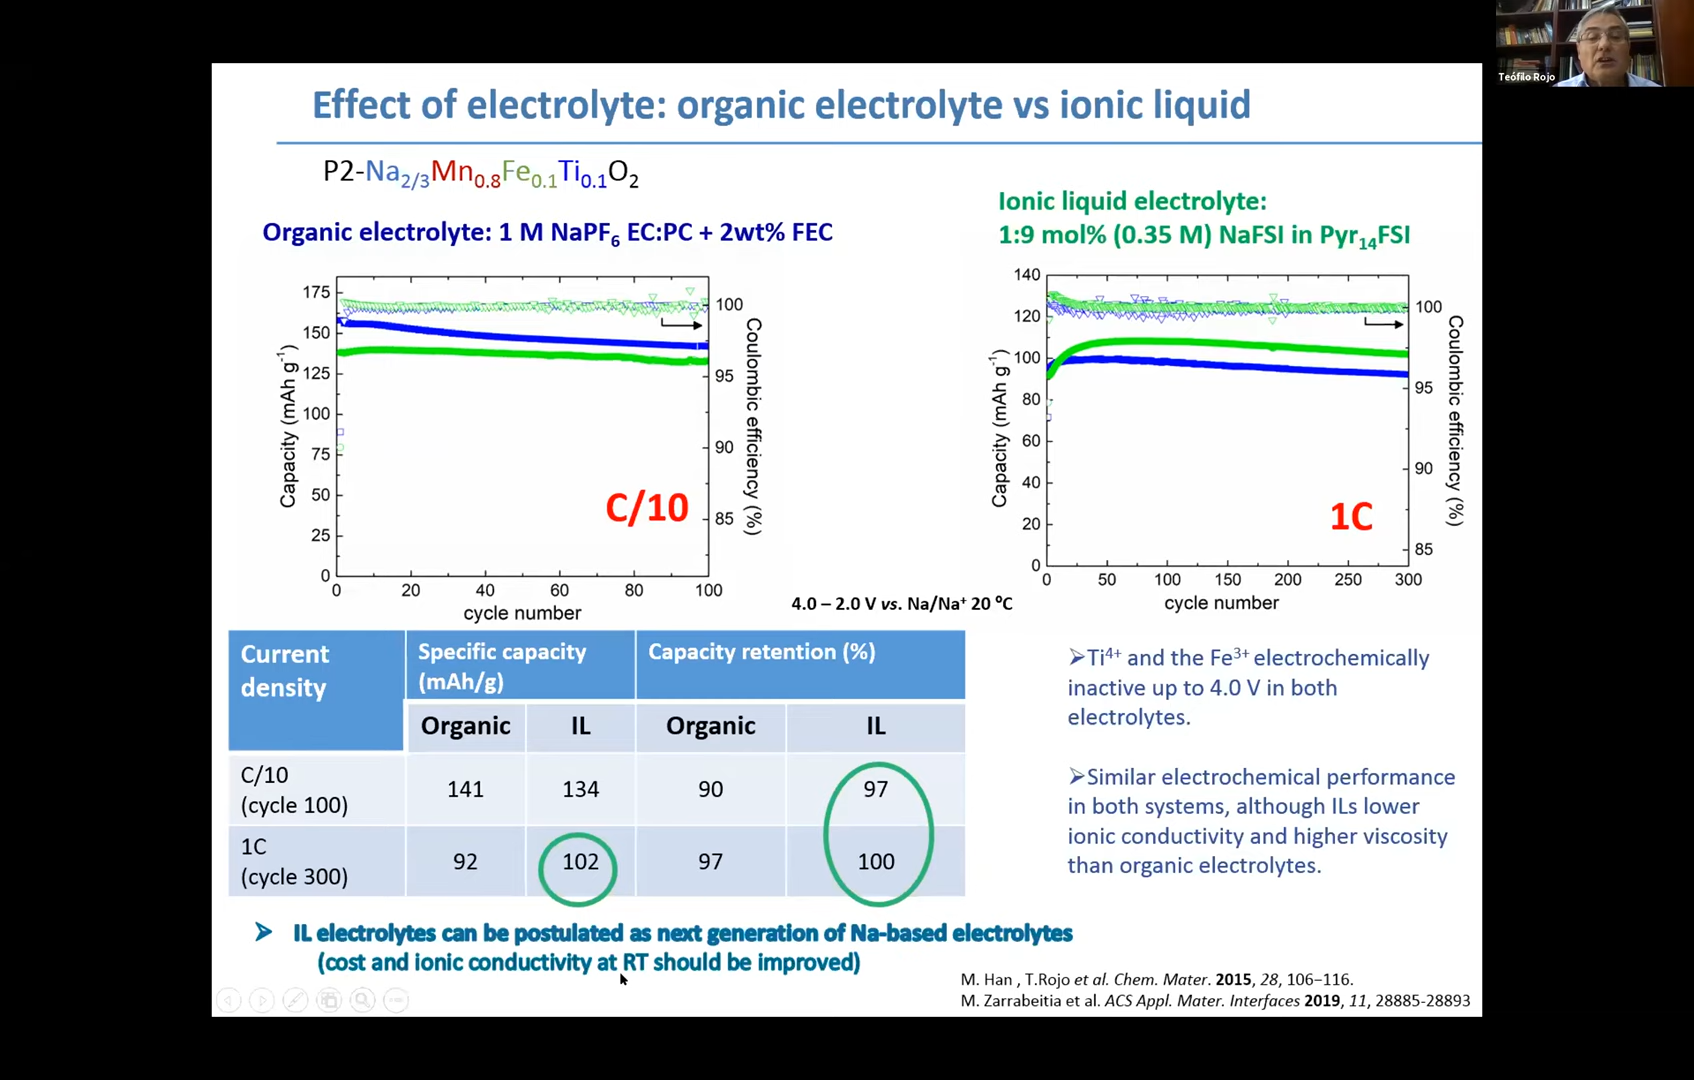 Teófilo Rojo
Effect of electrolyte: organic electrolyte vs ionic liquid
P2-Na2/3Mn0.8Fe0.1Ti0.1O2
Organic electrolyte: 1 M NaPF6 EC:PC + 2wt% FEC
Ionic liquid electrolyte:
1:9 mol% (0.35 M) NaFSI in Pyr14FSI
175
150
125
100
75
50
25
0
Capacity (mAh g-1)
0 20 40 60 80 100
cycle number
100
95
90
85
Coulombic efficiency (%)
C/10
140
120
100
80
60
40
20
0
Capacity (mAh g-1)
0 50 100 150 200 250 300
cycle number
100
95
90
85
Coulombic efficiency (%)
1C
4.0 – 2.0 V vs. Na/Na+ 20 ºC
Current density
Specific capacity (mAh/g)
Capacity retention (%)
Organic IL Organic IL
C/10 (cycle 100) 141 134 90 97
1C (cycle 300) 92 102 97 100
➢Ti4+ and the Fe3+ electrochemically
inactive up to 4.0 V in both
electrolytes.
➢Similar electrochemical performance
in both systems, although ILs lower
ionic conductivity and higher viscosity
than organic electrolytes.
➢ IL electrolytes can be postulated as next generation of Na-based electrolytes
(cost and ionic conductivity at RT should be improved)
M. Han , T.Rojo et al. Chem. Mater. 2015, 28, 106–116.
M. Zarrabeitia et al. ACS Appl. Mater. Interfaces 2019, 11, 28885-28893